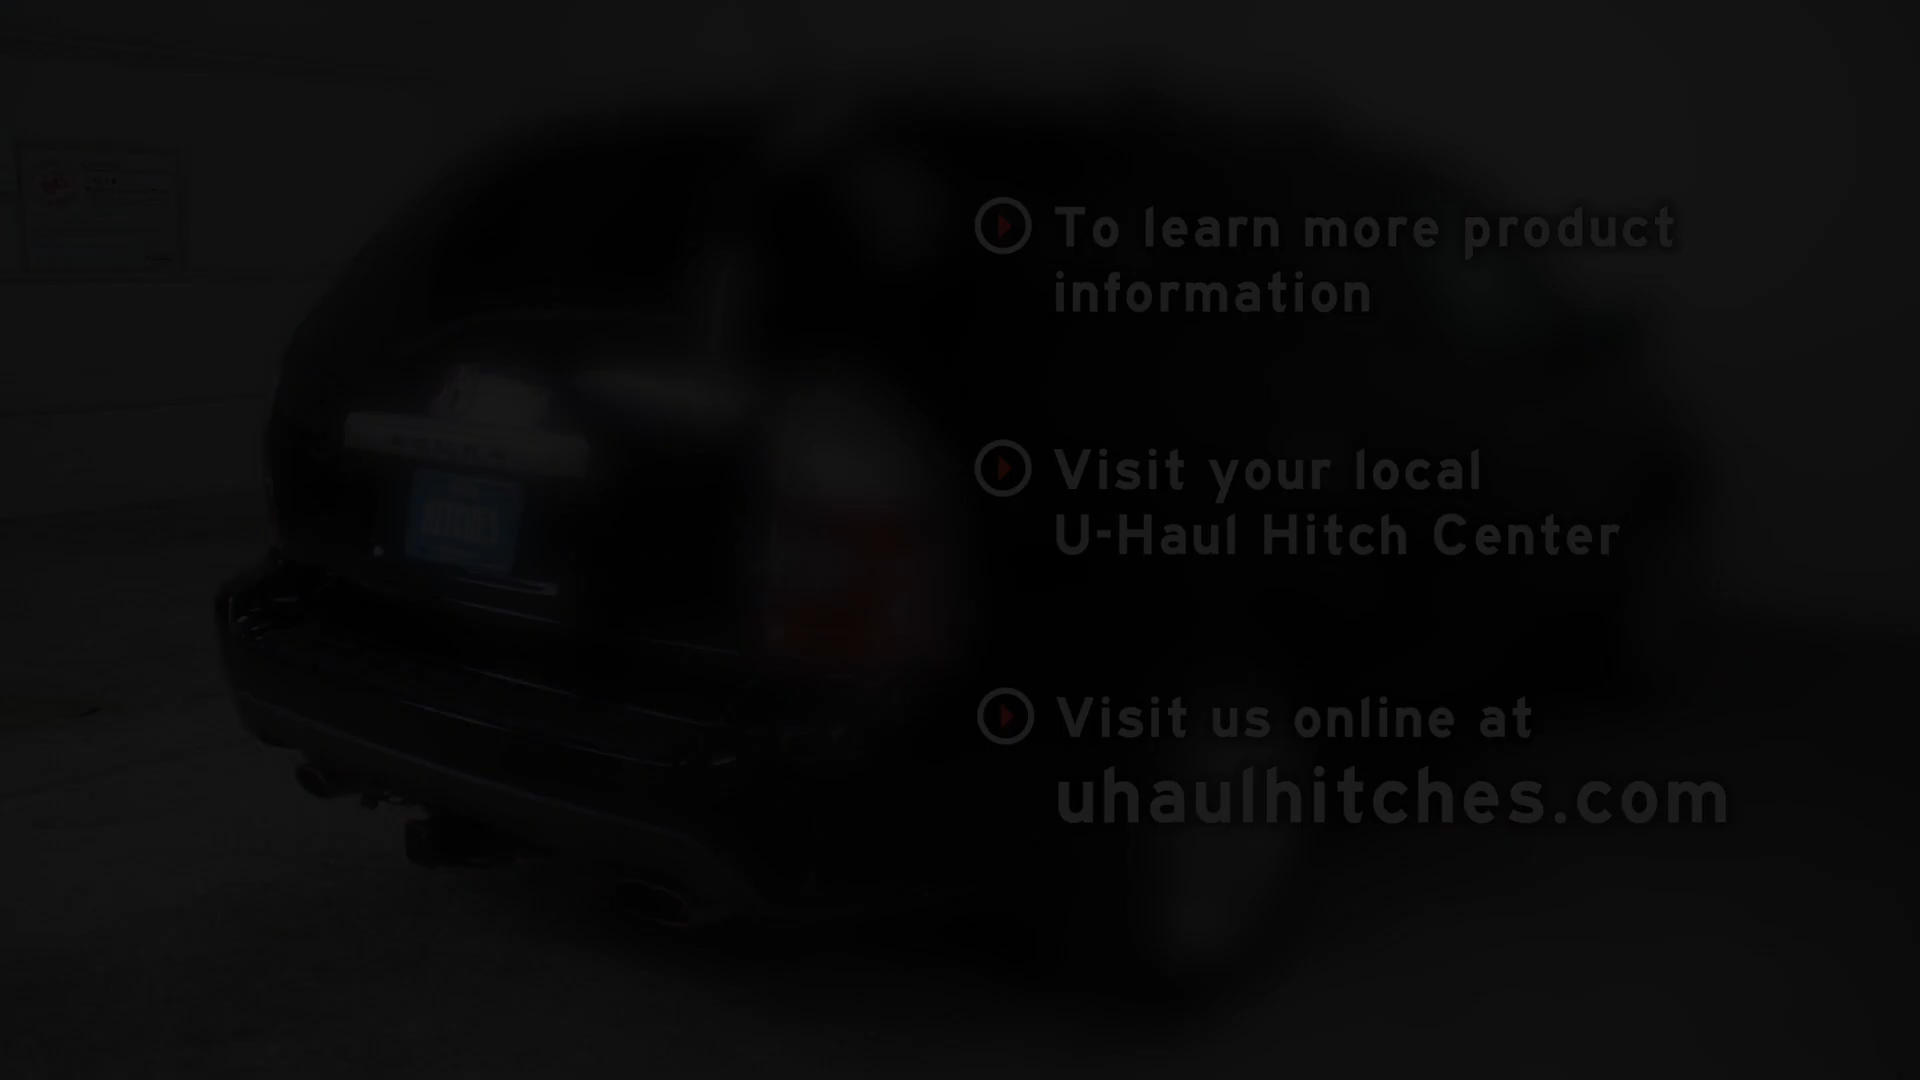 To learn more product
information
Visit your local
U-Haul Hitch Center
Visit us online at
uhaulhitches.com